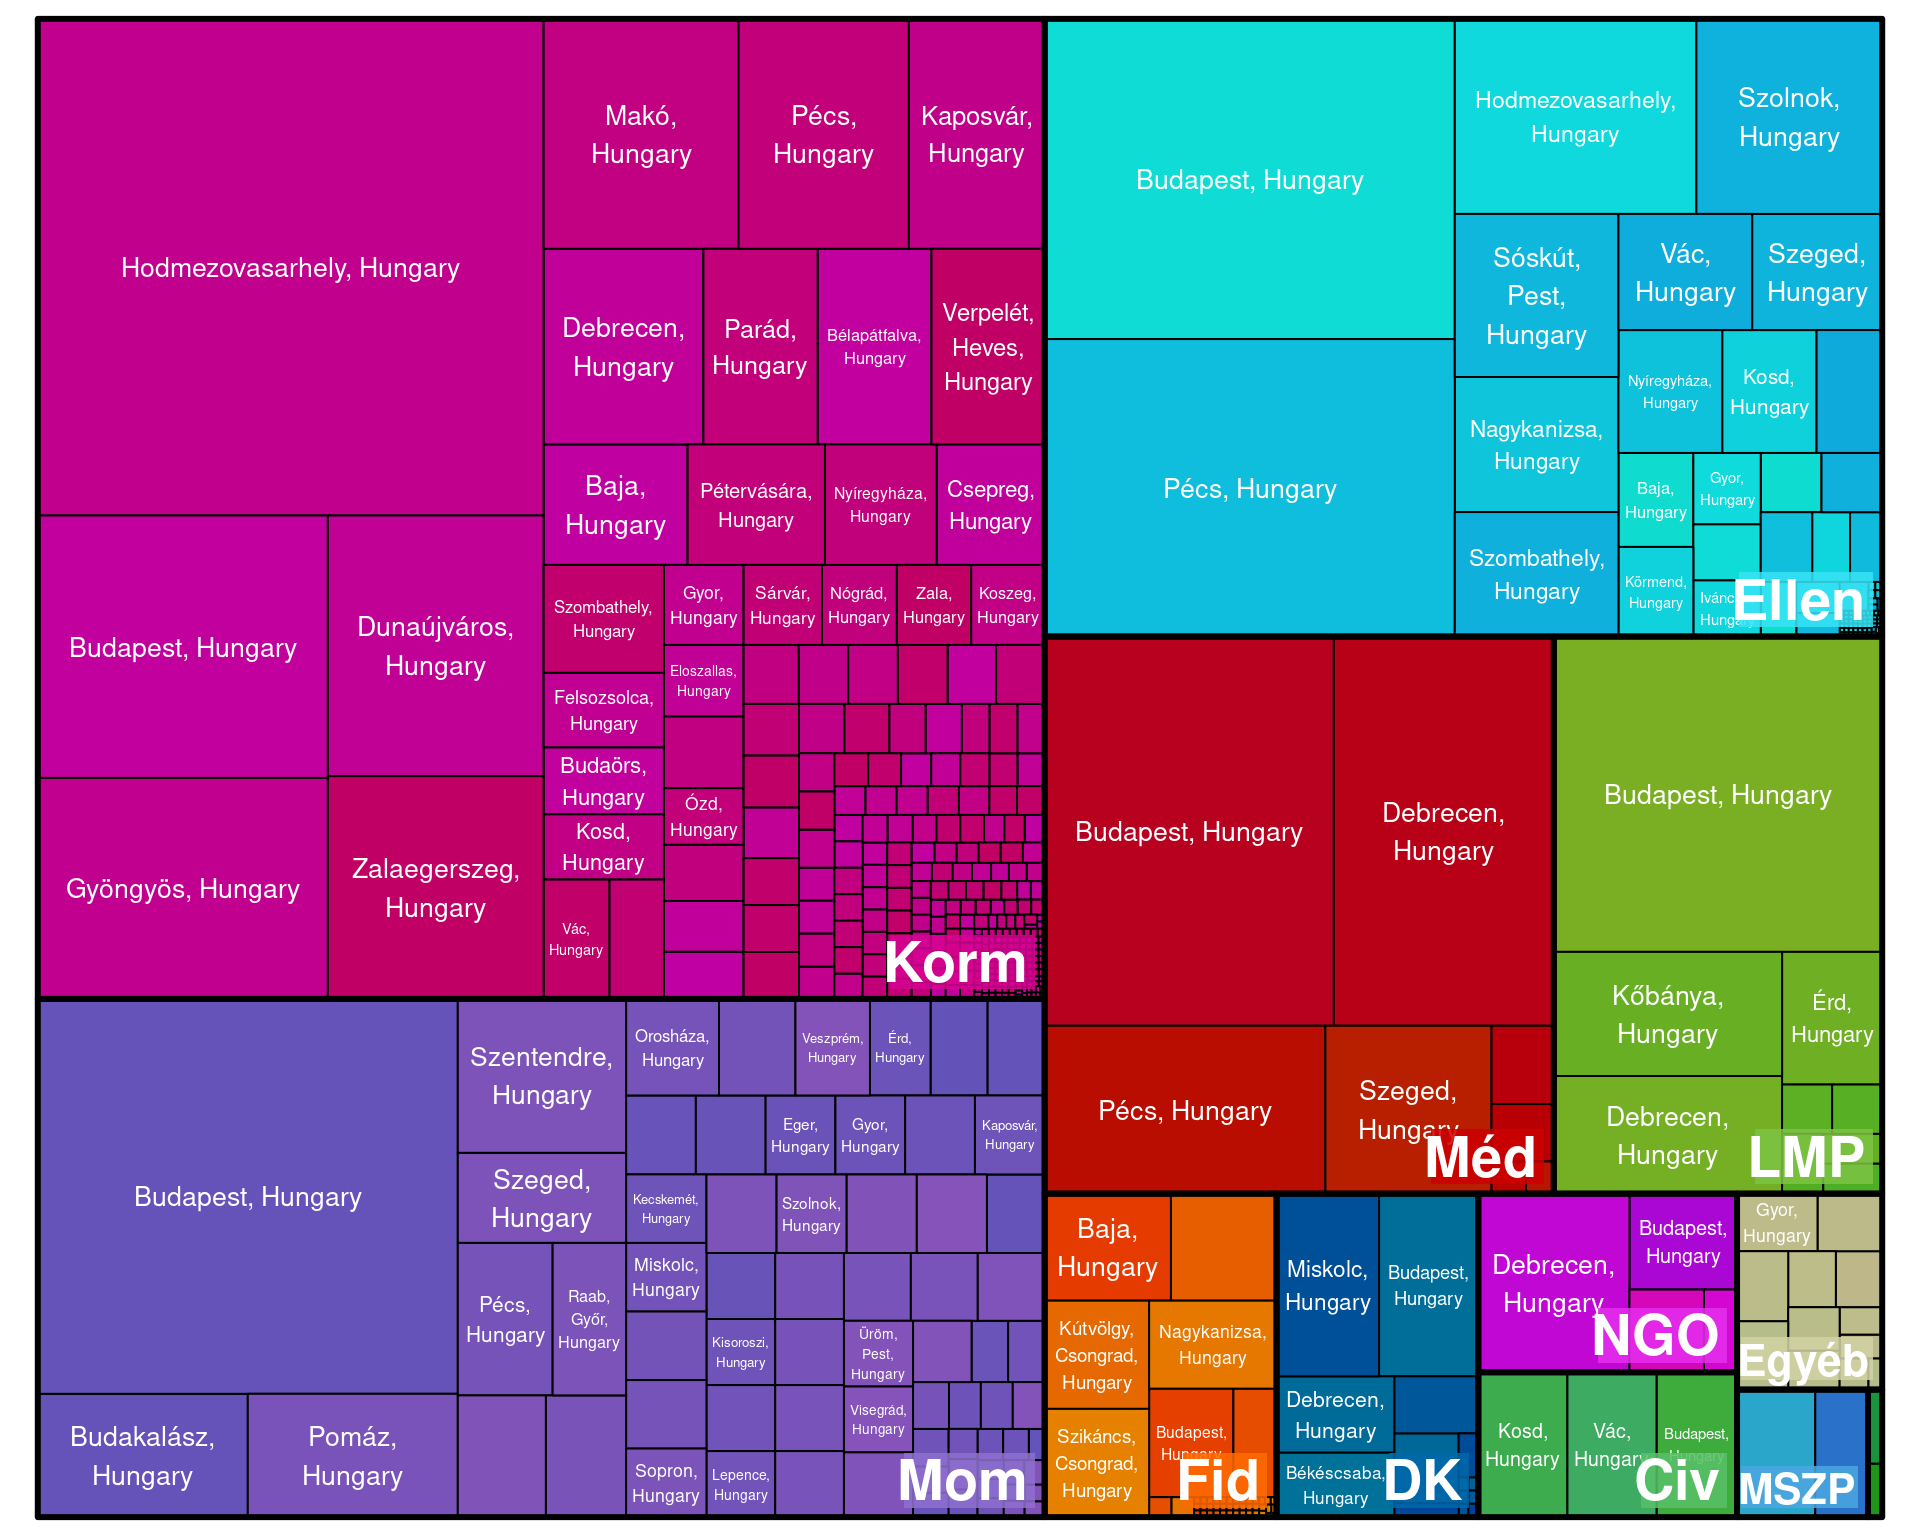 Hodmezovasarhely, Hungary
Budapest, Hungary
Dunaújváros,
Hungary
Gyöngyös, Hungary
Zalaegerszeg,
Hungary
Makó,
Hungary
Pécs,
Hungary
Kaposvár,
Hungary
Debrecen,
Hungary
Parád,
Hungary
Bélapátfalva,
Hungary
Verpelét,
Heves,
Hungary
Baja,
Hungary
Pétervására,
Hungary
Nyíregyháza,
Hungary
Csepreg,
Hungary
Szombathely,
Hungary
Gyor,
Hungary
Sárvár,
Hungary
Nógrád,
Hungary
Zala,
Hungary
Koszeg,
Hungary
Felsozsolca,
Hungary
Eloszallas,
Hungary
Budaörs,
Hungary
Ózd,
Hungary
Kosd,
Hungary
Vác,
Hungary
Korm
Budapest, Hungary
Hodmezovasarhely,
Hungary
Szolnok,
Hungary
Pécs, Hungary
Sóskút,
Pest,
Hungary
Vác,
Hungary
Szeged,
Hungary
Nagykanizsa,
Hungary
Nyíregyháza,
Hungary
Kosd,
Hungary
Szombathely,
Hungary
Baja,
Hungary
Gyor,
Hungary
Körmend,
Hungary
Hungary
Ellen
Budapest, Hungary
Debrecen,
Hungary
Pécs, Hungary
Szeged,
Hungary
Méd
Budapest, Hungary
Kőbánya,
Hungary
Érd,
Hungary
Debrecen,
Hungary
LMP
Budapest, Hungary
Budakalász,
Hungary
Pomáz,
Hungary
Szentendre,
Hungary
Szeged,
Hungary
Pécs,
Hungary
Raab,
Győr,
Hungary
Orosháza,
Hungary
Veszprém,
Hungary
Érd,
Hungary
Eger,
Hungary
Gyor,
Hungary
Kaposvár,
Hungary
Kecskemét,
Hungary
Szolnok,
Hungary
Miskolc,
Hungary
Kisoroszi,
Hungary
Üröm,
Pest,
Hungary
Visegrád,
Hungary
Sopron,
Hungary
Lepence,
Hungary
Mom
Baja,
Hungary
Kútvölgy,
Csongrad,
Hungary
Nagykanizsa,
Hungary
Szikáncs,
Csongrad,
Hungary
Budapest,
Hungary
Fid
Miskolc,
Hungary
Budapest,
Hungary
Debrecen,
Hungary
Békéscsaba,
Hungary
DK
Debrecen,
Hungary
Budapest,
Hungary
NGO
Kosd,
Hungary
Vác,
Hungary
Budapest,
Hungary
Civ
Gyor,
Hungary
Egyéb
MSZP